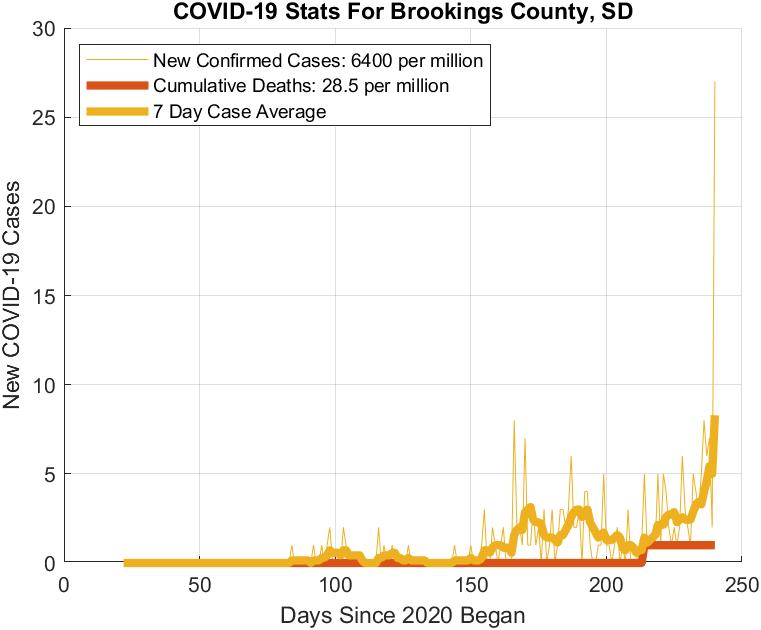 COVID-19 Stats For Brookings County, SD
New Confirmed Cases: 6400 per million
Cumulative Deaths: 28.5 per million
7 Day Case Average
30
25
20
15
10
5
0
New COVID-19 Cases
0 50 100 150 200 250
Days Since 2020 Began